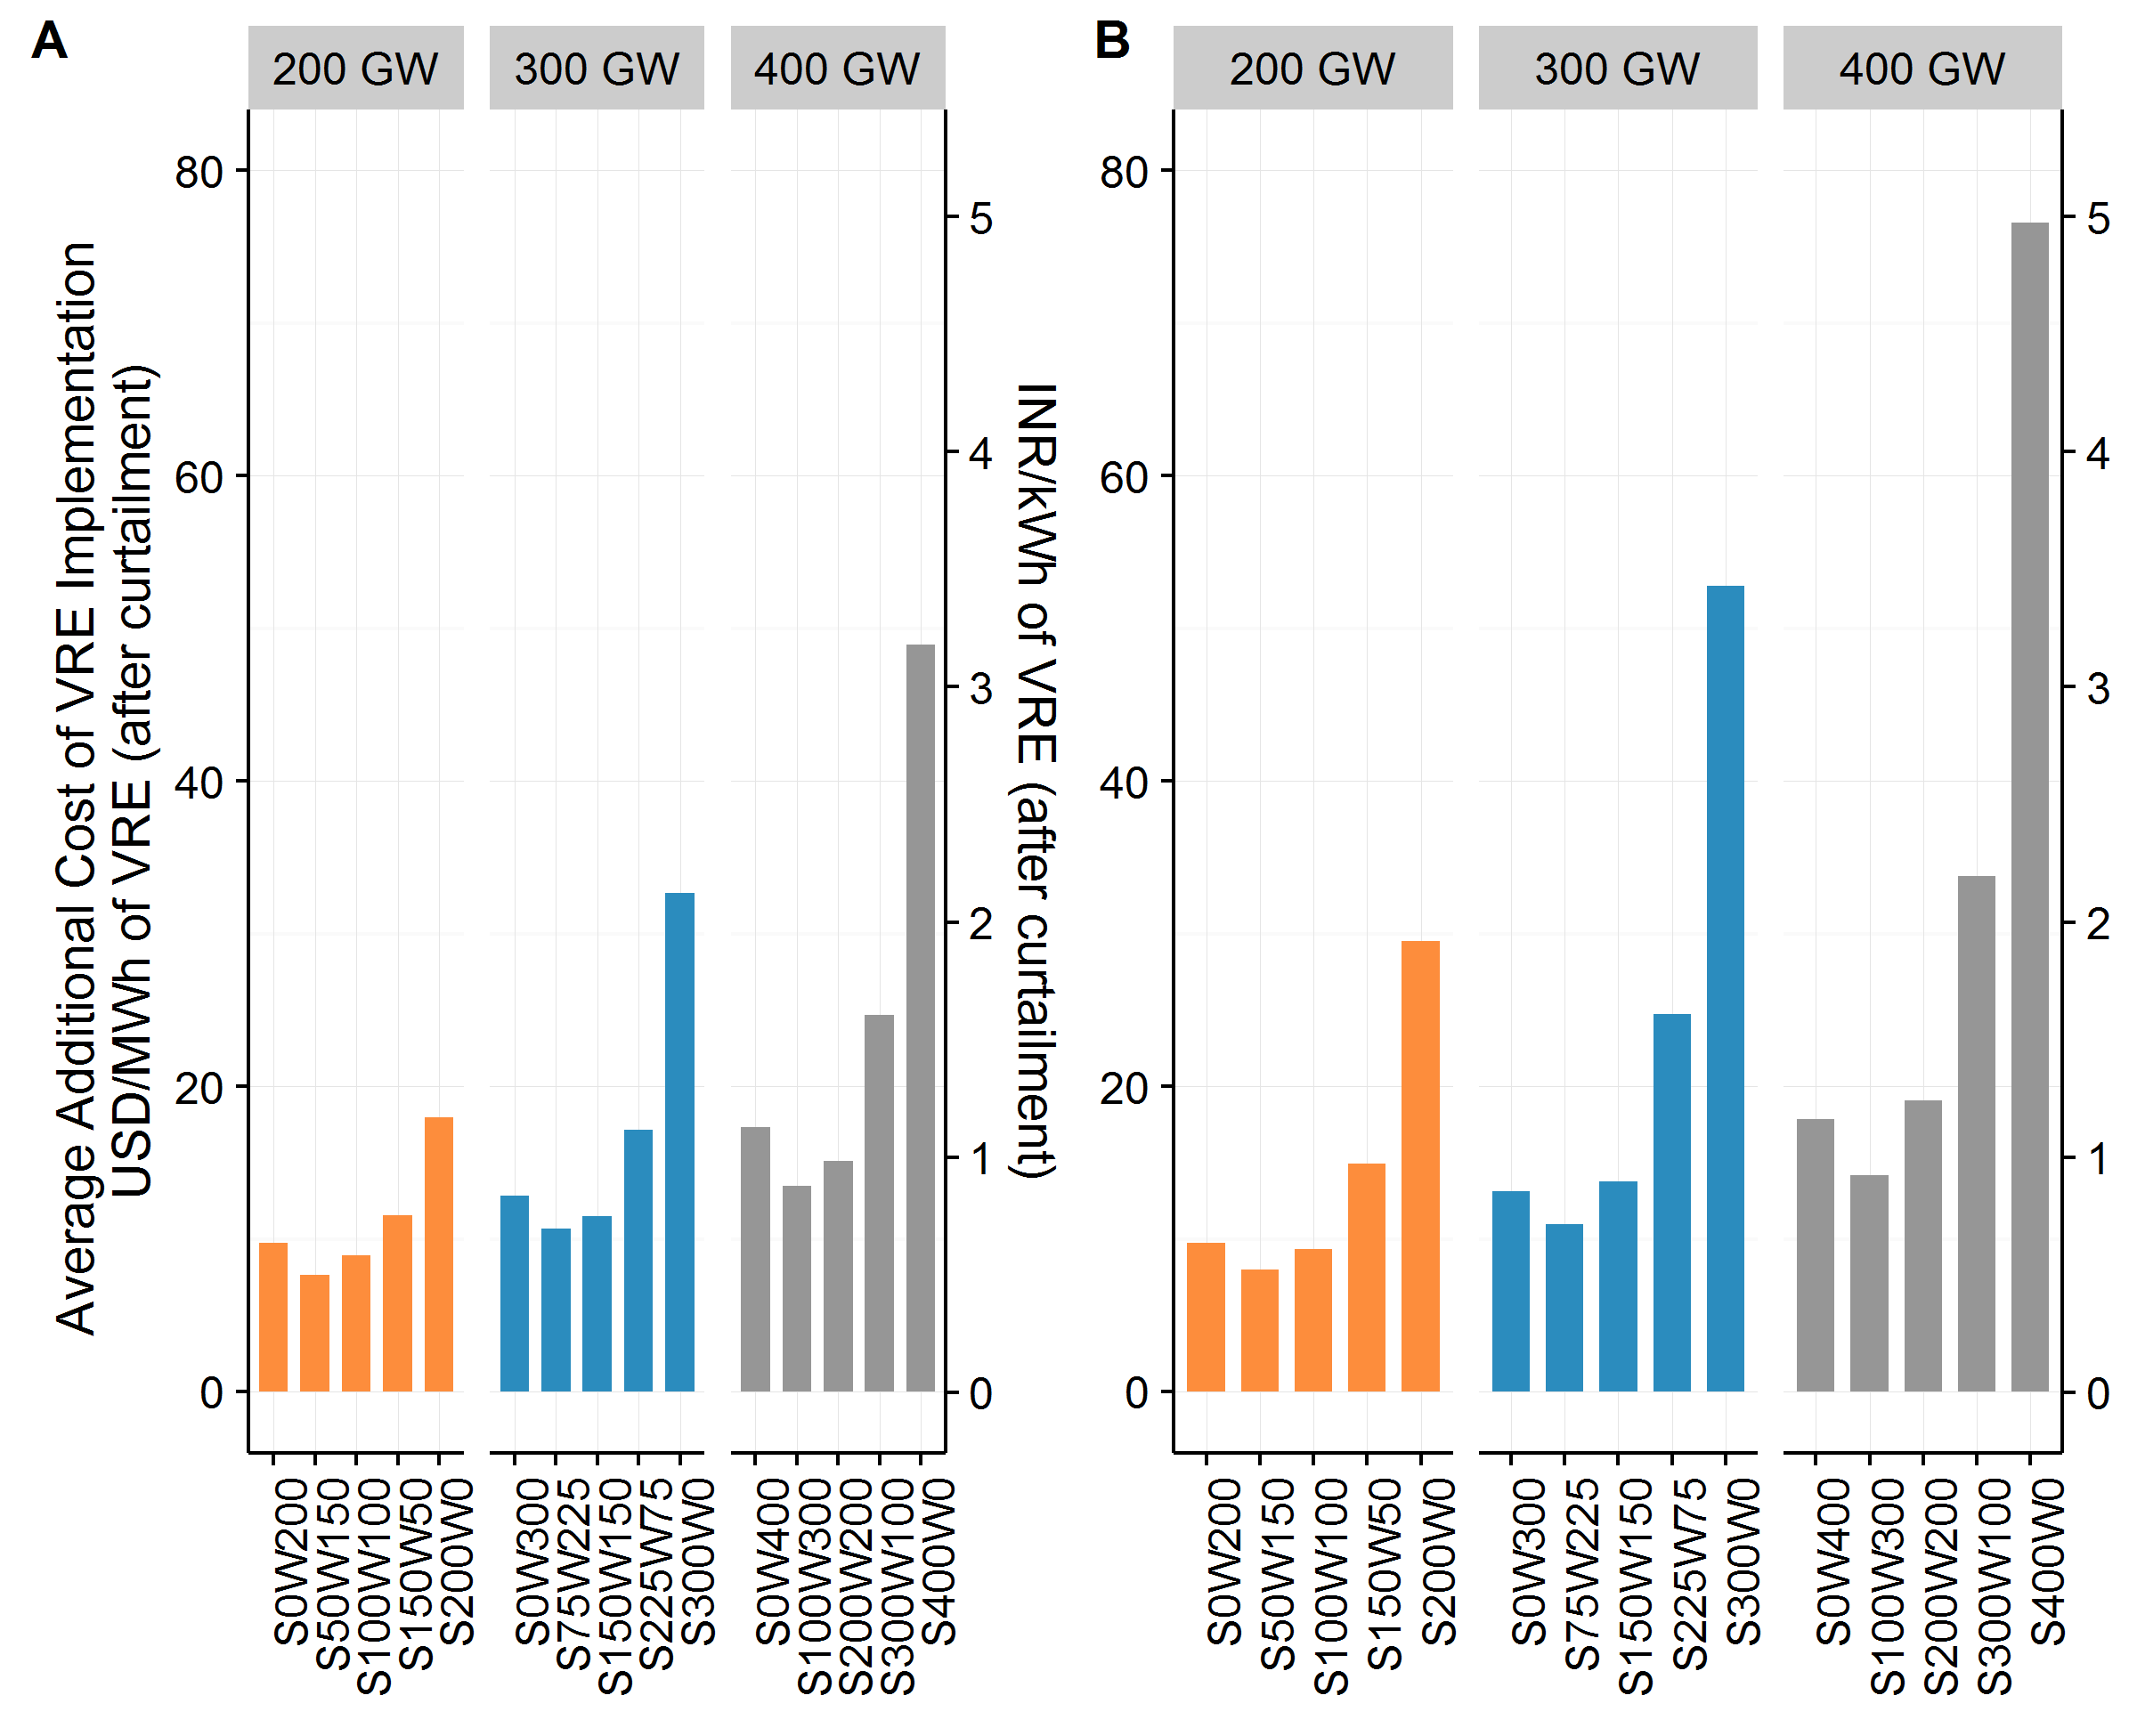 A
200 GW
300 GW
400 GW
Average Additional Cost of VRE Implementation
USD/MWh of VRE (after curtailment)
80
60
40
20
0
5
4
3
2
1
0
INR/kWh of VRE (after curtailment)
S0W200
S50W150
S100W100
S150W50
S200W0
S0W300
S75W225
S150W150
S225W75
S300W0
S0W400
S100W300
S200W200
S300W100
S400W0
B
200 GW
300 GW
400 GW
80
60
40
20
0
5
4
3
2
1
0
S0W200
S50W150
S100W100
S150W50
S200W0
S0W300
S75W225
S150W150
S225W75
S300W0
S0W400
S100W300
S200W200
S300W100
S400W0